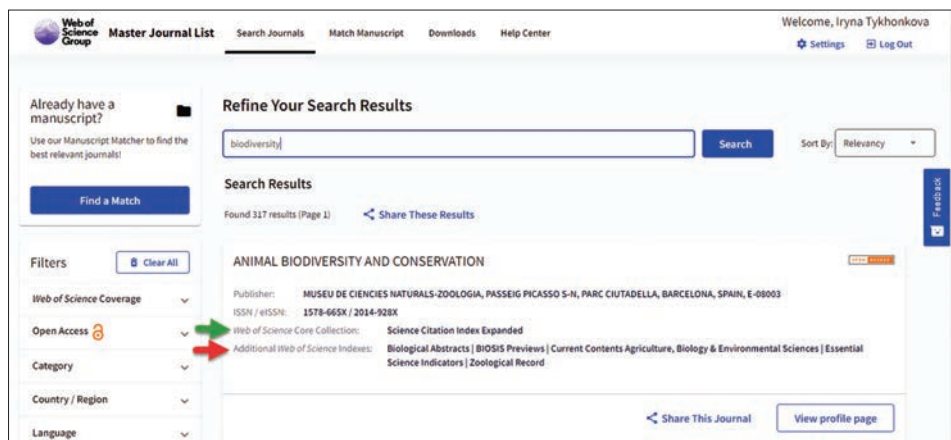 Web of
Science
Group
Master Journal List
Search Journals
Match Manuscript
Downloads
Help Center
Welcome, Iryna Tykhonkova
Settings
Log Out
Already have a
manuscript?
Use our Manuscript Matcher to find the
best relevant journals!
Find a Match
Filters
Clear All
Web of Science Coverage
Open Access
Category
Country / Region
Language
Refine Your Search Results
biodiversity
Search
Sort By:
Relevancy
Search Results
Found 317 results (Page 1)
Share These Results
ANIMAL BIODIVERSITY AND CONSERVATION
OPEN ACCESS
Publisher: MUSEU DE CIENCIES NATURALS-ZOOLOGIA, PASSEIG PICASSO S-N, PARC CIUTADELLA, BARCELONA, SPAIN, E-08003
ISSN / eISSN: 1578-665X / 2014-928X
Web of Science Core Collection: Science Citation Index Expanded
Additional Web of Science Indexes: Biological Abstracts | BIOSIS Previews | Current Contents Agriculture, Biology & Environmental Sciences | Essential
Science Indicators | Zoological Record
Share This Journal
View profile page
Feedback